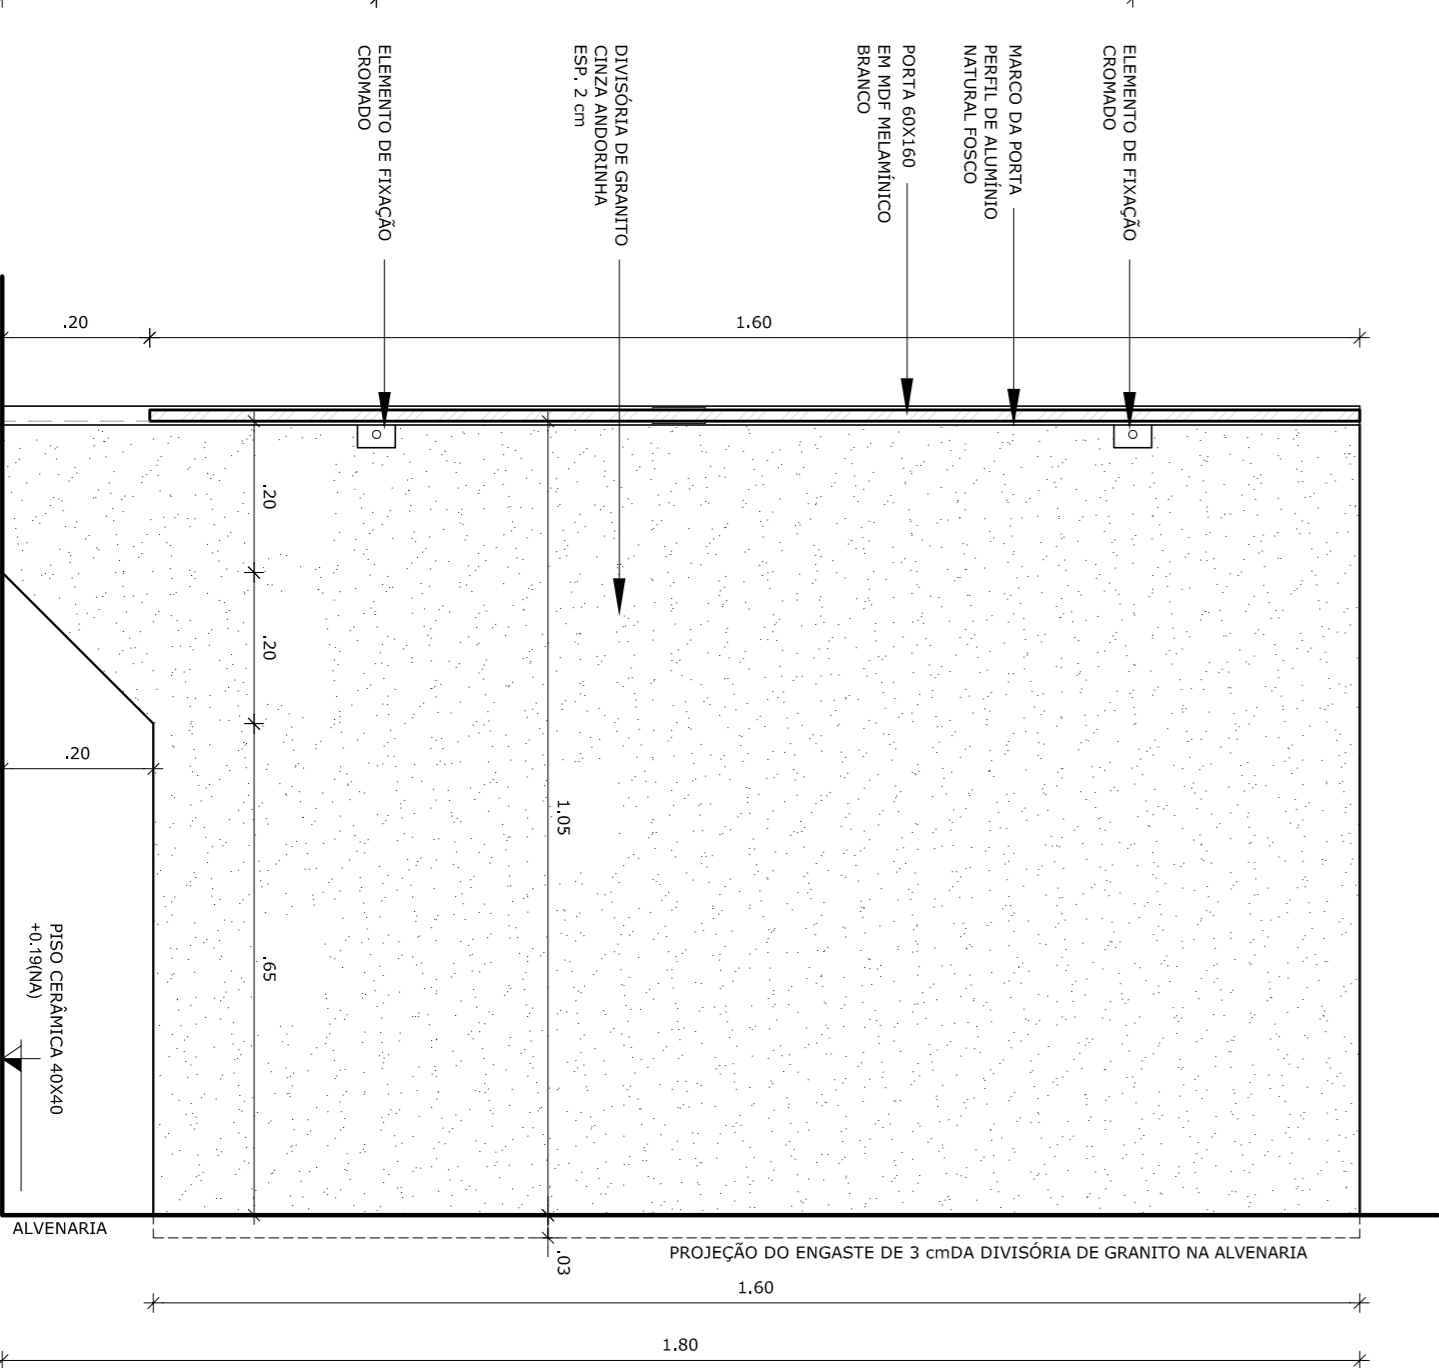 ELEMENTO DE FIXAÇÃO
CROMADO
DIVISÓRIA DE GRANITO
CINZA ANDORINHA
ESP. 2 cm
PORTA 60X160
EM MDF MELAMÍNICO
BRANCO
MARCO DA PORTA
PERFIL DE ALUMÍNIO
NATURAL FOSCO
ELEMENTO DE FIXAÇÃO
CROMADO
.20
1.60
.20
.20
.20
1.05
.65
PISO CERÂMICA 40X40
+0.19(NA)
ALVENARIA
.03
PROJEÇÃO DO ENGASTE DE 3 cmDA DIVISÓRIA DE GRANITO NA ALVENARIA
1.60
1.80